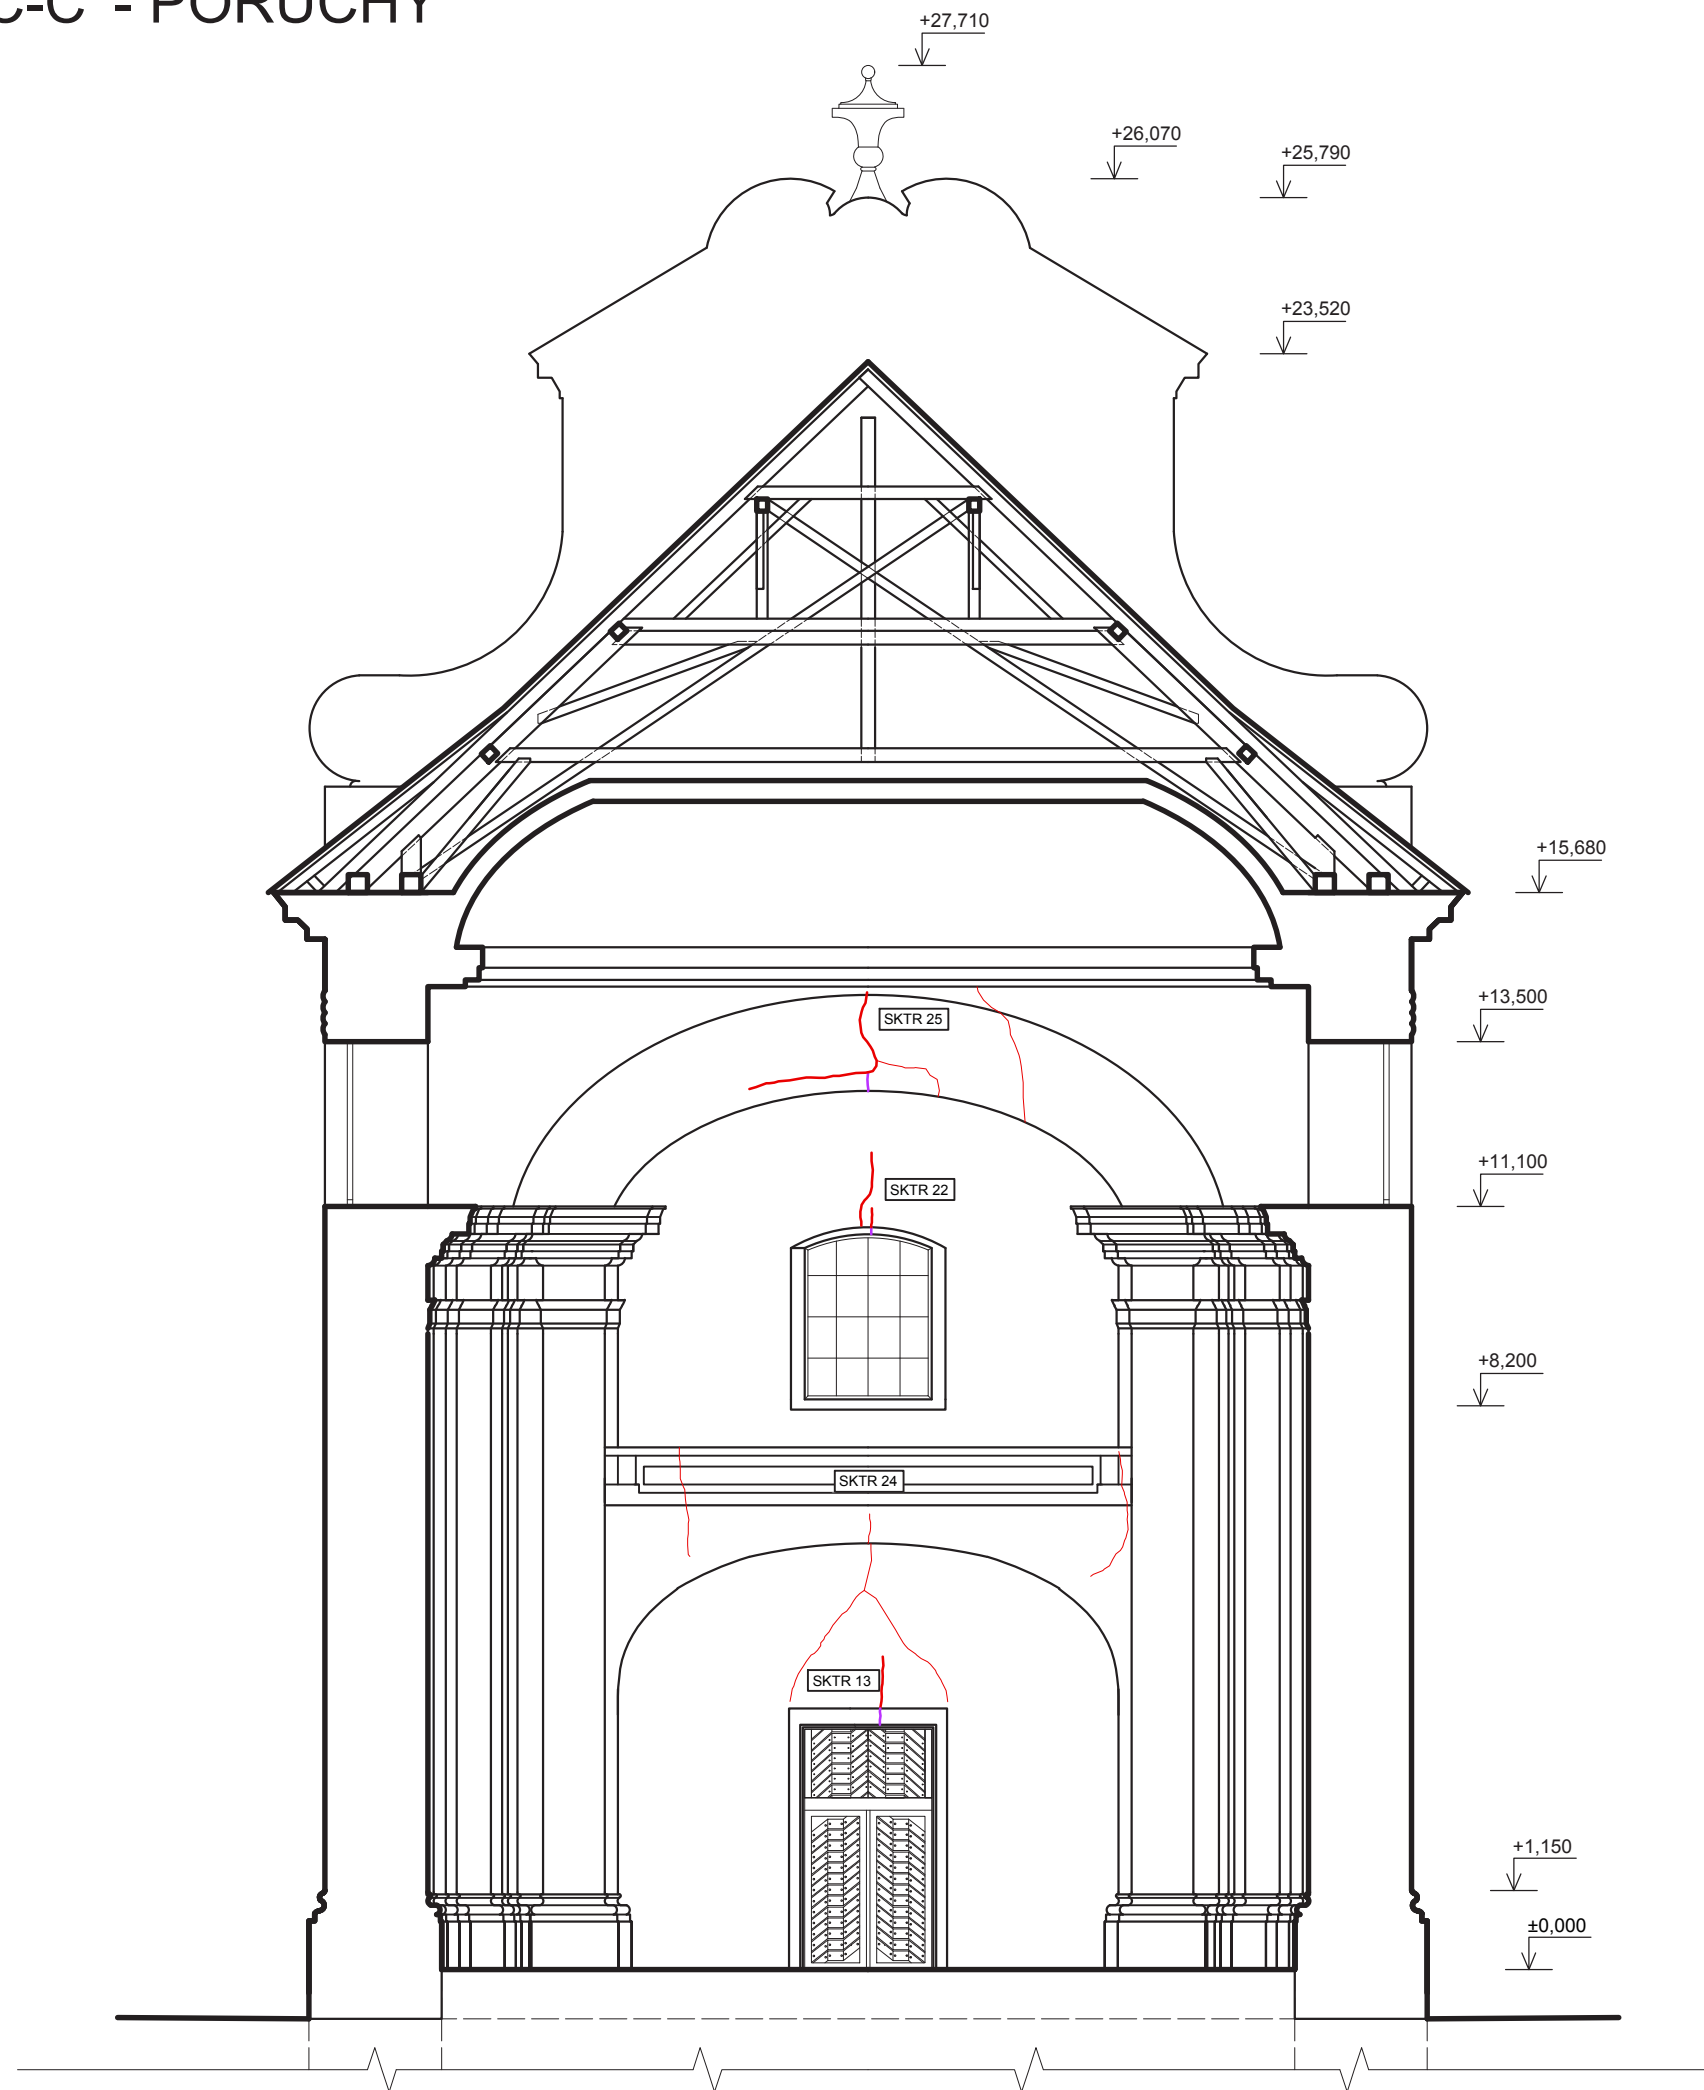 C-C' - PORUCHY
+27,710
+26,070
+25,790
+23,520
+15,680
+13,500
SKTR 25
+11,100
SKTR 22
+8,200
SKTR 24
SKTR 13
+1,150
±0,000